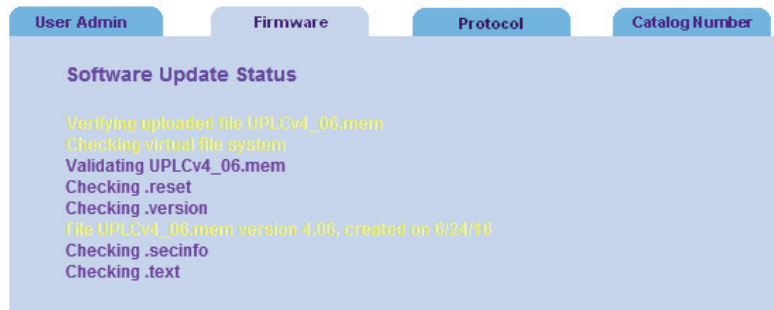 User Admin Firmware Protocol Catalog Number
Software Update Status
Verifying uploaded file UPLCv4_06.mem
Checking virtual file system
Validating UPLCv4_06.mem
Checking .reset
Checking .version
File UPLCv4_06.mem version 4.06, created on 6/24/16
Checking .secinfo
Checking .text